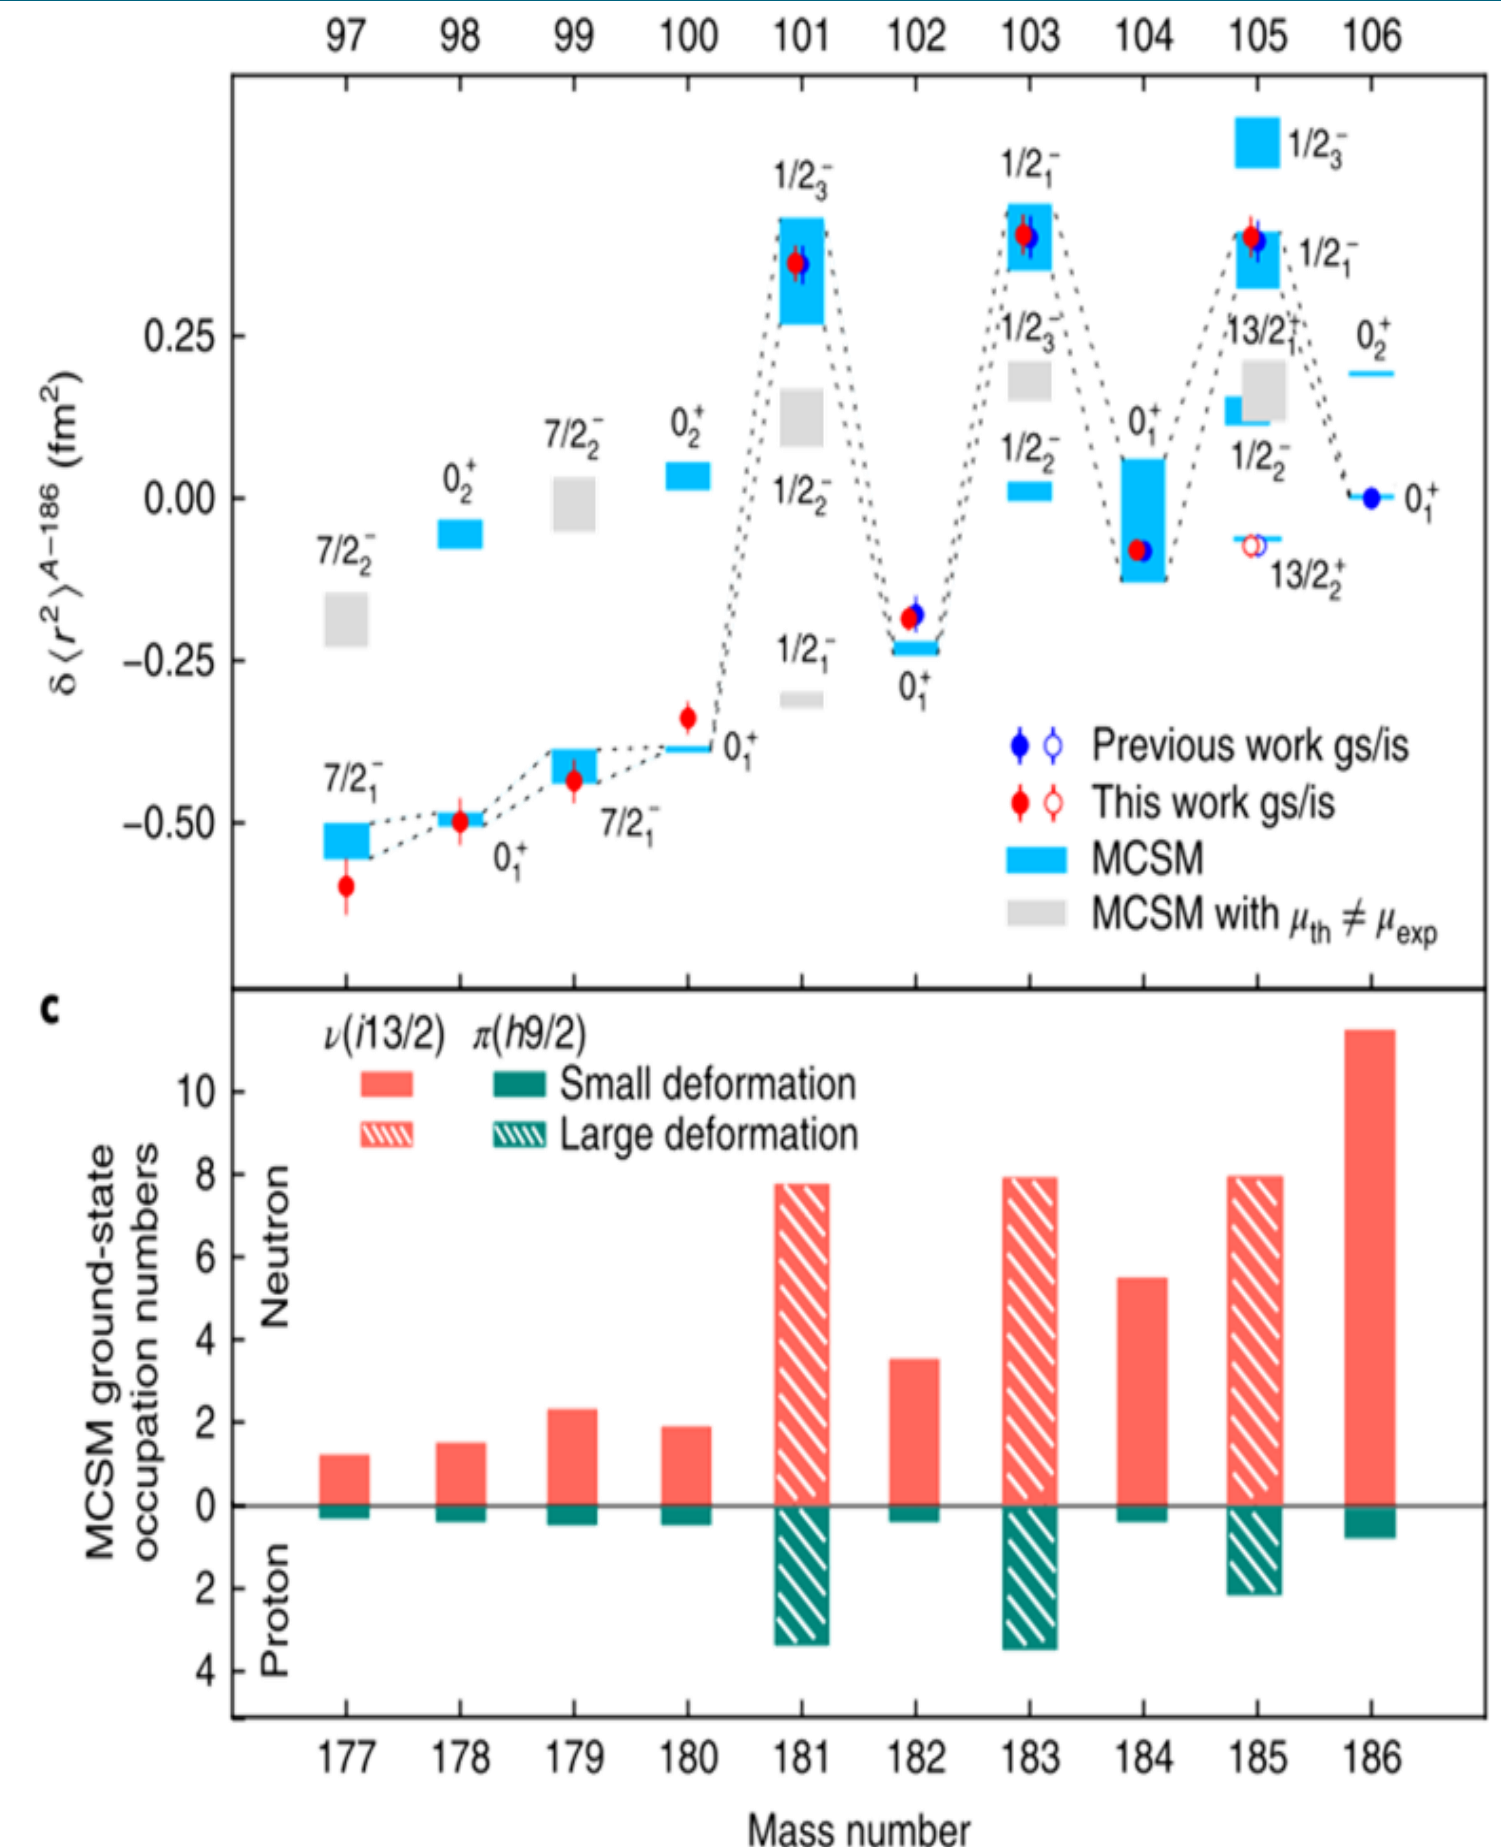 97 98 99 100 101 102 103 104 105 106
δ⟨r²⟩^{A−186} (fm²)
0.25
0.00
−0.25
−0.50
7/2₂⁻
7/2₁⁻
0₂⁺
0₁⁺
7/2₂⁻
7/2₁⁻
0₂⁺
0₁⁺
1/2₃⁻
1/2₂⁻
1/2₁⁻
0₁⁺
1/2₁⁻
1/2₃⁻
1/2₂⁻
0₁⁺
1/2₃⁻
1/2₁⁻
13/2₁⁺
1/2₂⁻
13/2₂⁺
0₂⁺
0₁⁺
Previous work gs/is
This work gs/is
MCSM
MCSM with μ_th ≠ μ_exp
c
ν(i13/2) π(h9/2)
Small deformation
Large deformation
MCSM ground-state
occupation numbers
Neutron
Proton
10
8
6
4
2
0
2
4
177 178 179 180 181 182 183 184 185 186
Mass number